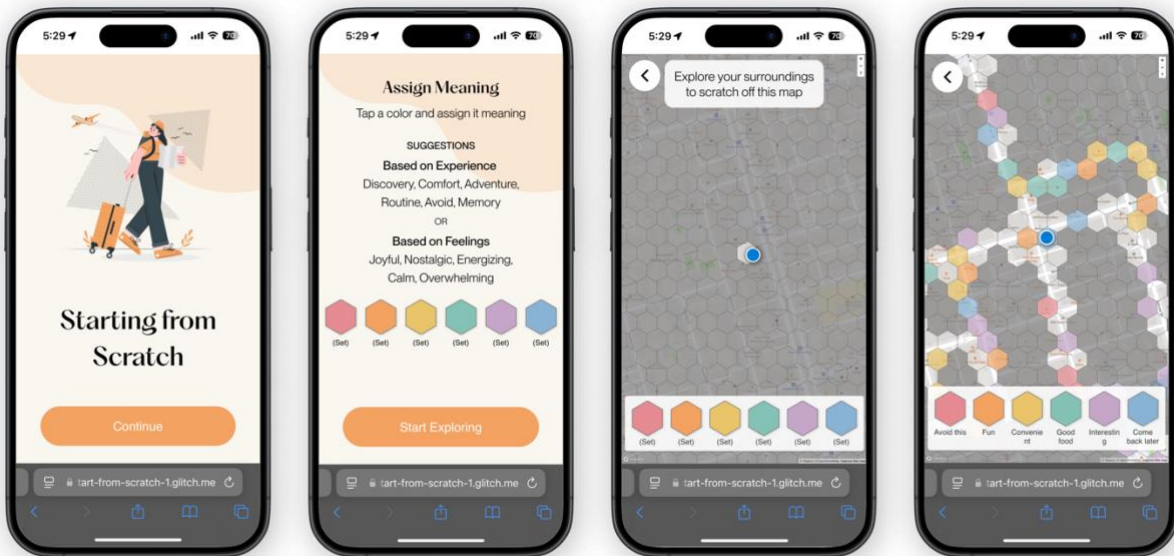 5:29
70
Starting from
Scratch
Continue
tart-from-scratch-1.glitch.me
5:29
70
Assign Meaning
Tap a color and assign it meaning
SUGGESTIONS
Based on Experience
Discovery, Comfort, Adventure,
Routine, Avoid, Memory
OR
Based on Feelings
Joyful, Nostalgic, Energizing,
Calm, Overwhelming
(Set) (Set) (Set) (Set) (Set) (Set)
Start Exploring
tart-from-scratch-1.glitch.me
5:29
70
Explore your surroundings
to scratch off this map
(Set) (Set) (Set) (Set) (Set) (Set)
tart-from-scratch-1.glitch.me
5:29
70
Avoid this
Fun
Convenie
nt
Good
food
Interestin
g
Come
back later
tart-from-scratch-1.glitch.me